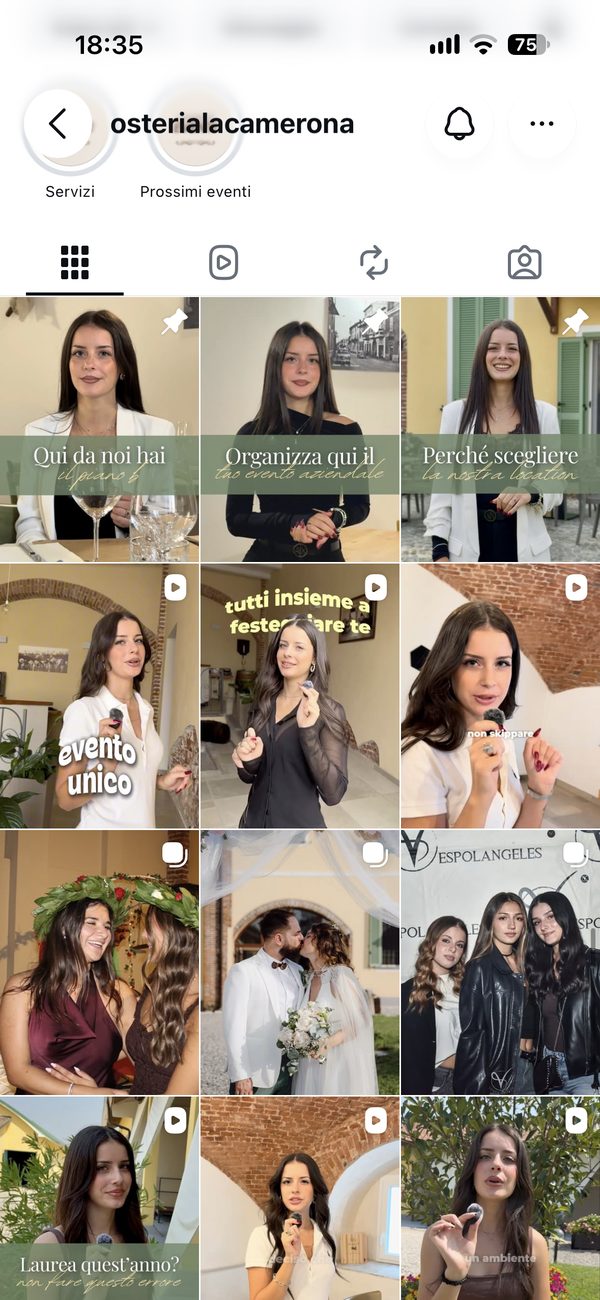 18:35
75
osterialacamerona
Servizi
Prossimi eventi
Qui da noi hai
il piano b
Organizza qui il
tuo evento aziendale
Perché scegliere
la nostra location
evento
unico
tutti insieme a
non skippare
ESPOLANGELES
Laurea quest'anno?
non fare questo errore
un ambiente